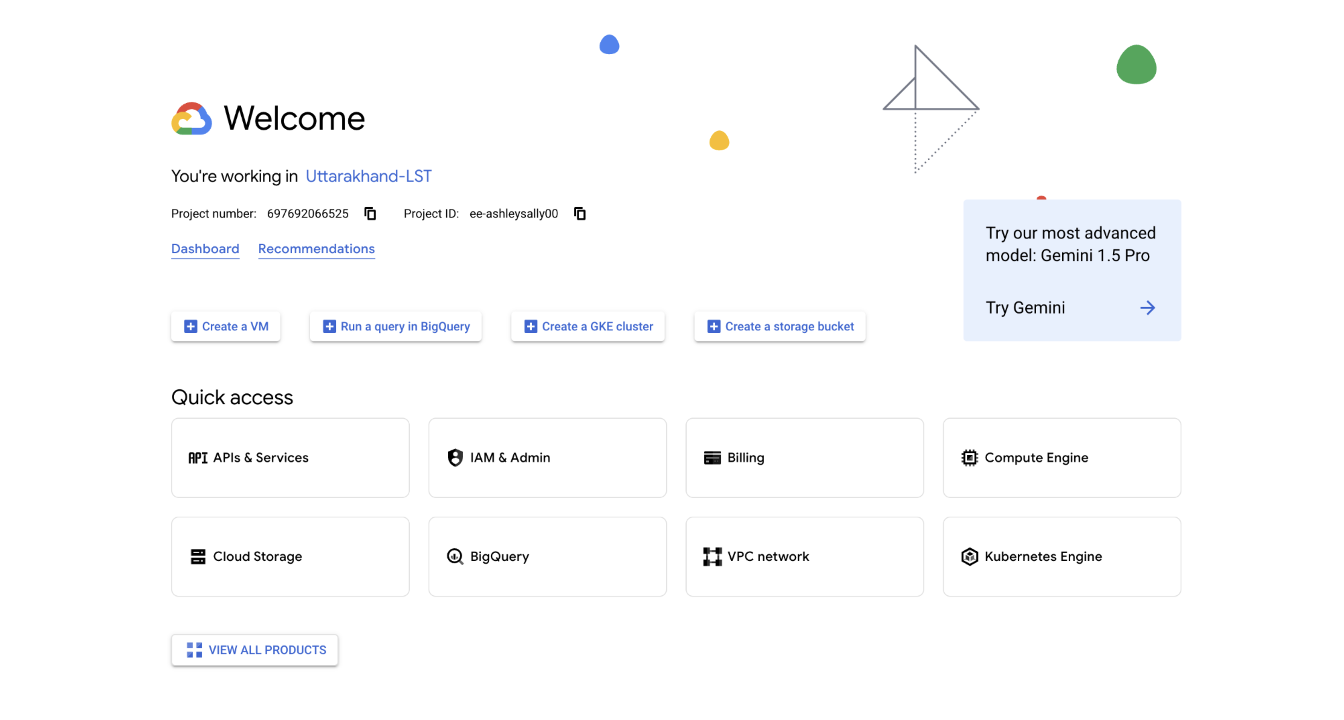 Welcome
You're working in Uttarakhand-LST
Project number: 697692066525 Project ID: ee-ashleysally00
Dashboard Recommendations
Try our most advanced
model: Gemini 1.5 Pro
Try Gemini
Create a VM Run a query in BigQuery Create a GKE cluster Create a storage bucket
Quick access
API APIs & Services IAM & Admin Billing Compute Engine
Cloud Storage BigQuery VPC network Kubernetes Engine
VIEW ALL PRODUCTS